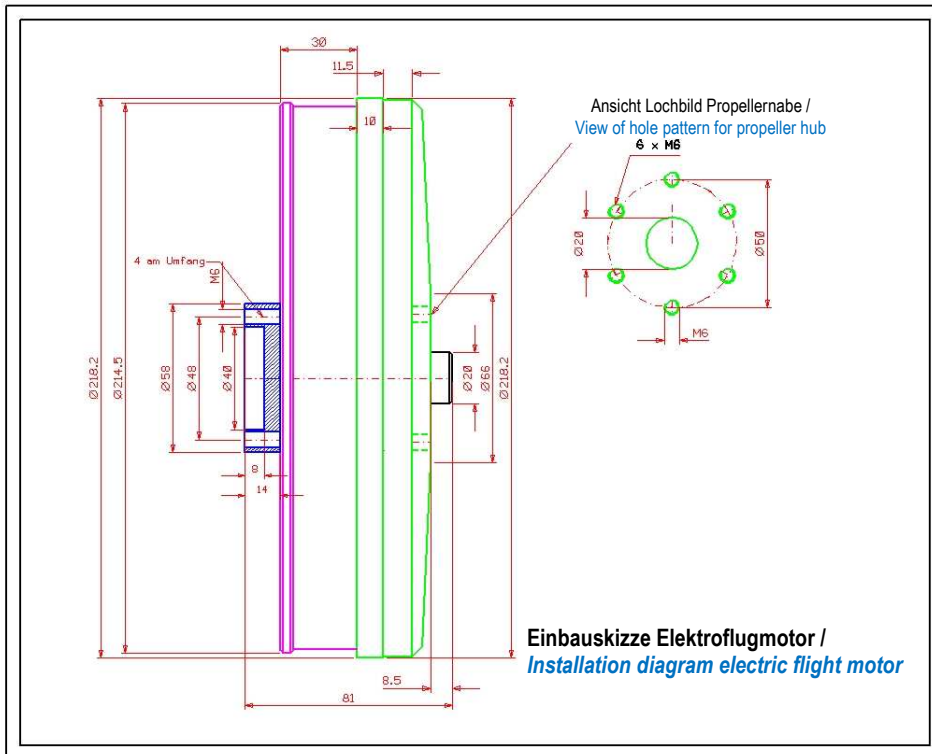 30
11.5
10
Ansicht Lochbild Propellernabe /
View of hole pattern for propeller hub
6 x M6
Ø20
Ø50
M6
4 am Umfang
M6
Ø218.2
Ø214.5
Ø58
Ø48
Ø40
Ø20
Ø66
Ø218.2
8
14
Einbauskizze Elektroflugmotor /
Installation diagram electric flight motor
8.5
81